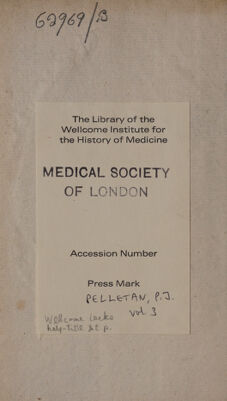 62969/B
The Library of the
Wellcome Institute for
the History of Medicine
MEDICAL SOCIETY
OF LONDON
Accession Number
Press Mark
PELLETAN, P.J.
vol 3
Wellcome lacks
half-title & t.p.